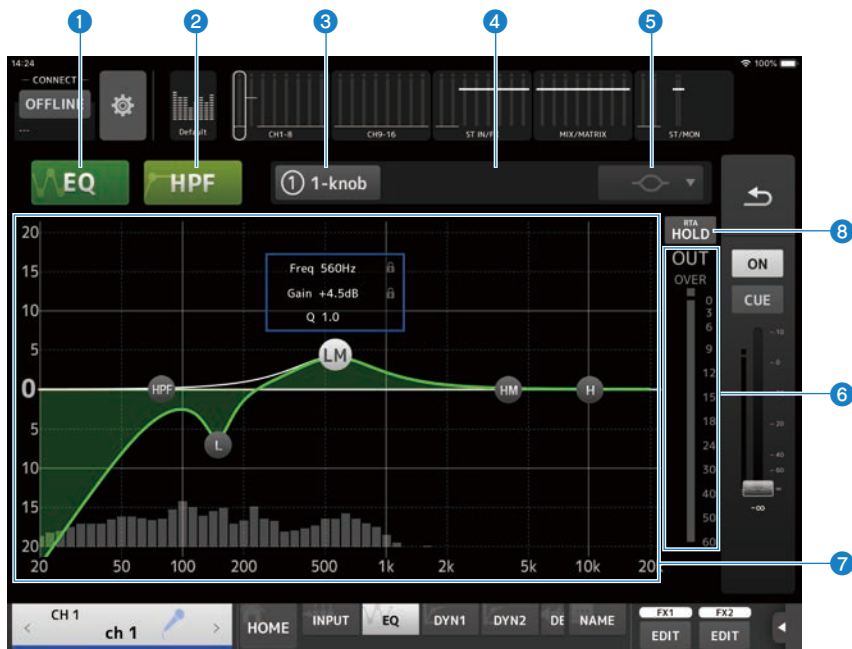 1 2 3 4 5
14:24 100%
CONNECT
OFFLINE
---
Default
CH1-8
CH9-16
ST IN/FX
MIX/MATRIX
ST/MON
EQ
HPF
1 1-knob
RTA
HOLD
8
OUT
OVER
0
3
6
9
12
15
18
24
30
40
50
60
ON
CUE
6
7
20
15
10
5
0
5
10
15
20
Freq 560Hz
Gain +4.5dB
Q 1.0
HPF
L
LM
HM
H
20 50 100 200 500 1k 2k 5k 10k 20k
-∞
CH 1
ch 1
HOME
INPUT
EQ
DYN1
DYN2
DE
NAME
FX1
EDIT
FX2
EDIT